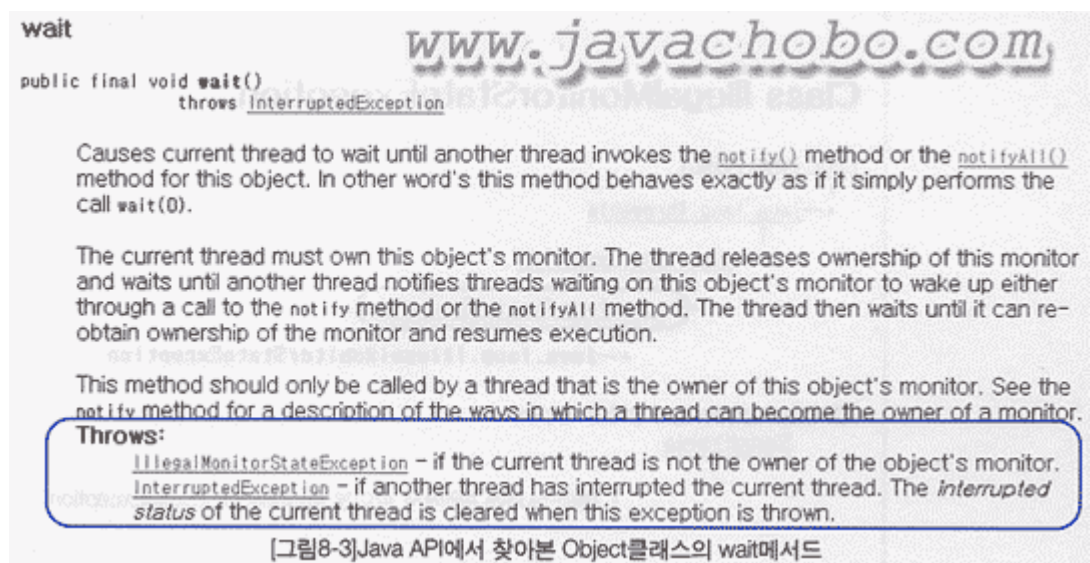 wait
www.javachobo.com
public final void wait()
throws InterruptedException
Causes current thread to wait until another thread invokes the notify() method or the notifyAll()
method for this object. In other word's this method behaves exactly as if it simply performs the
call wait(0).
The current thread must own this object's monitor. The thread releases ownership of this monitor
and waits until another thread notifies threads waiting on this object's monitor to wake up either
through a call to the notify method or the notifyAll method. The thread then waits until it can re-
obtain ownership of the monitor and resumes execution.
This method should only be called by a thread that is the owner of this object's monitor. See the
notify method for a description of the ways in which a thread can become the owner of a monitor.
Throws:
IllegalMonitorStateException - if the current thread is not the owner of the object's monitor.
InterruptedException - if another thread has interrupted the current thread. The interrupted
status of the current thread is cleared when this exception is thrown.
[그림8-3]Java API에서 찾아본 Object클래스의 wait메서드